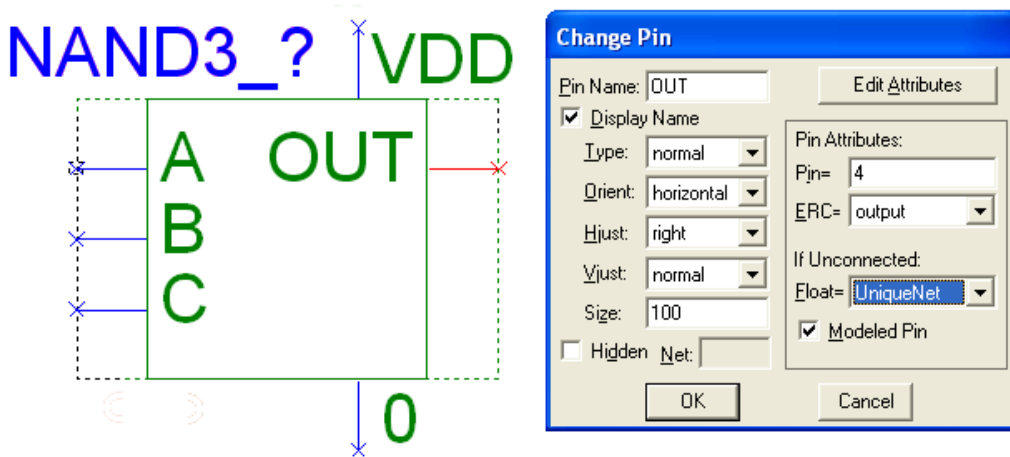 NAND3_?
VDD
A OUT
B
C
0
Change Pin
Pin Name: OUT
Edit Attributes
Display Name
Type: normal
Orient: horizontal
Hjust: right
Vjust: normal
Size: 100
Hidden Net:
Pin Attributes:
Pin= 4
ERC= output
If Unconnected:
Float= UniqueNet
Modeled Pin
OK
Cancel